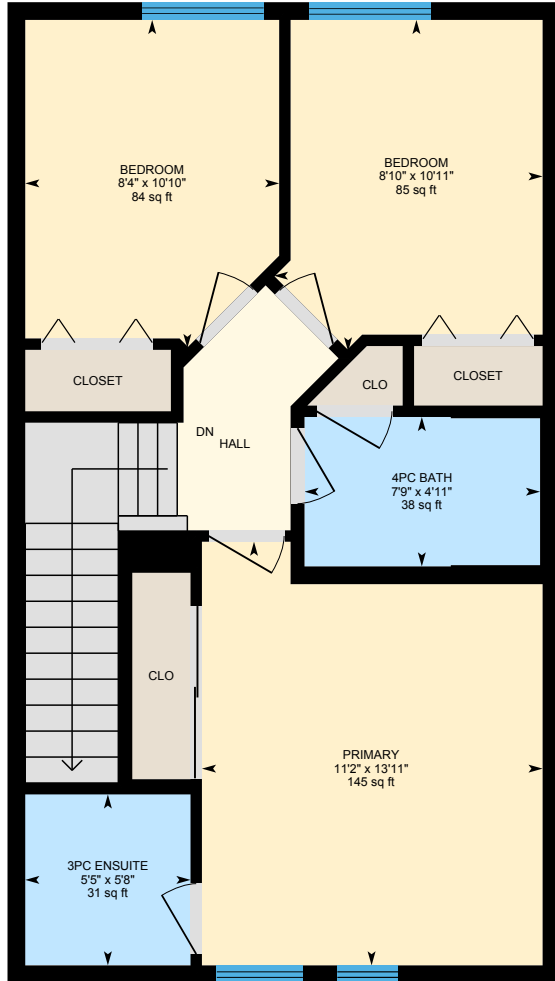 BEDROOM
8'4" x 10'10"
84 sq ft
BEDROOM
8'10" x 10'11"
85 sq ft
CLOSET
CLO
CLOSET
DN
HALL
4PC BATH
7'9" x 4'11"
38 sq ft
CLO
PRIMARY
11'2" x 13'11"
145 sq ft
3PC ENSUITE
5'5" x 5'8"
31 sq ft